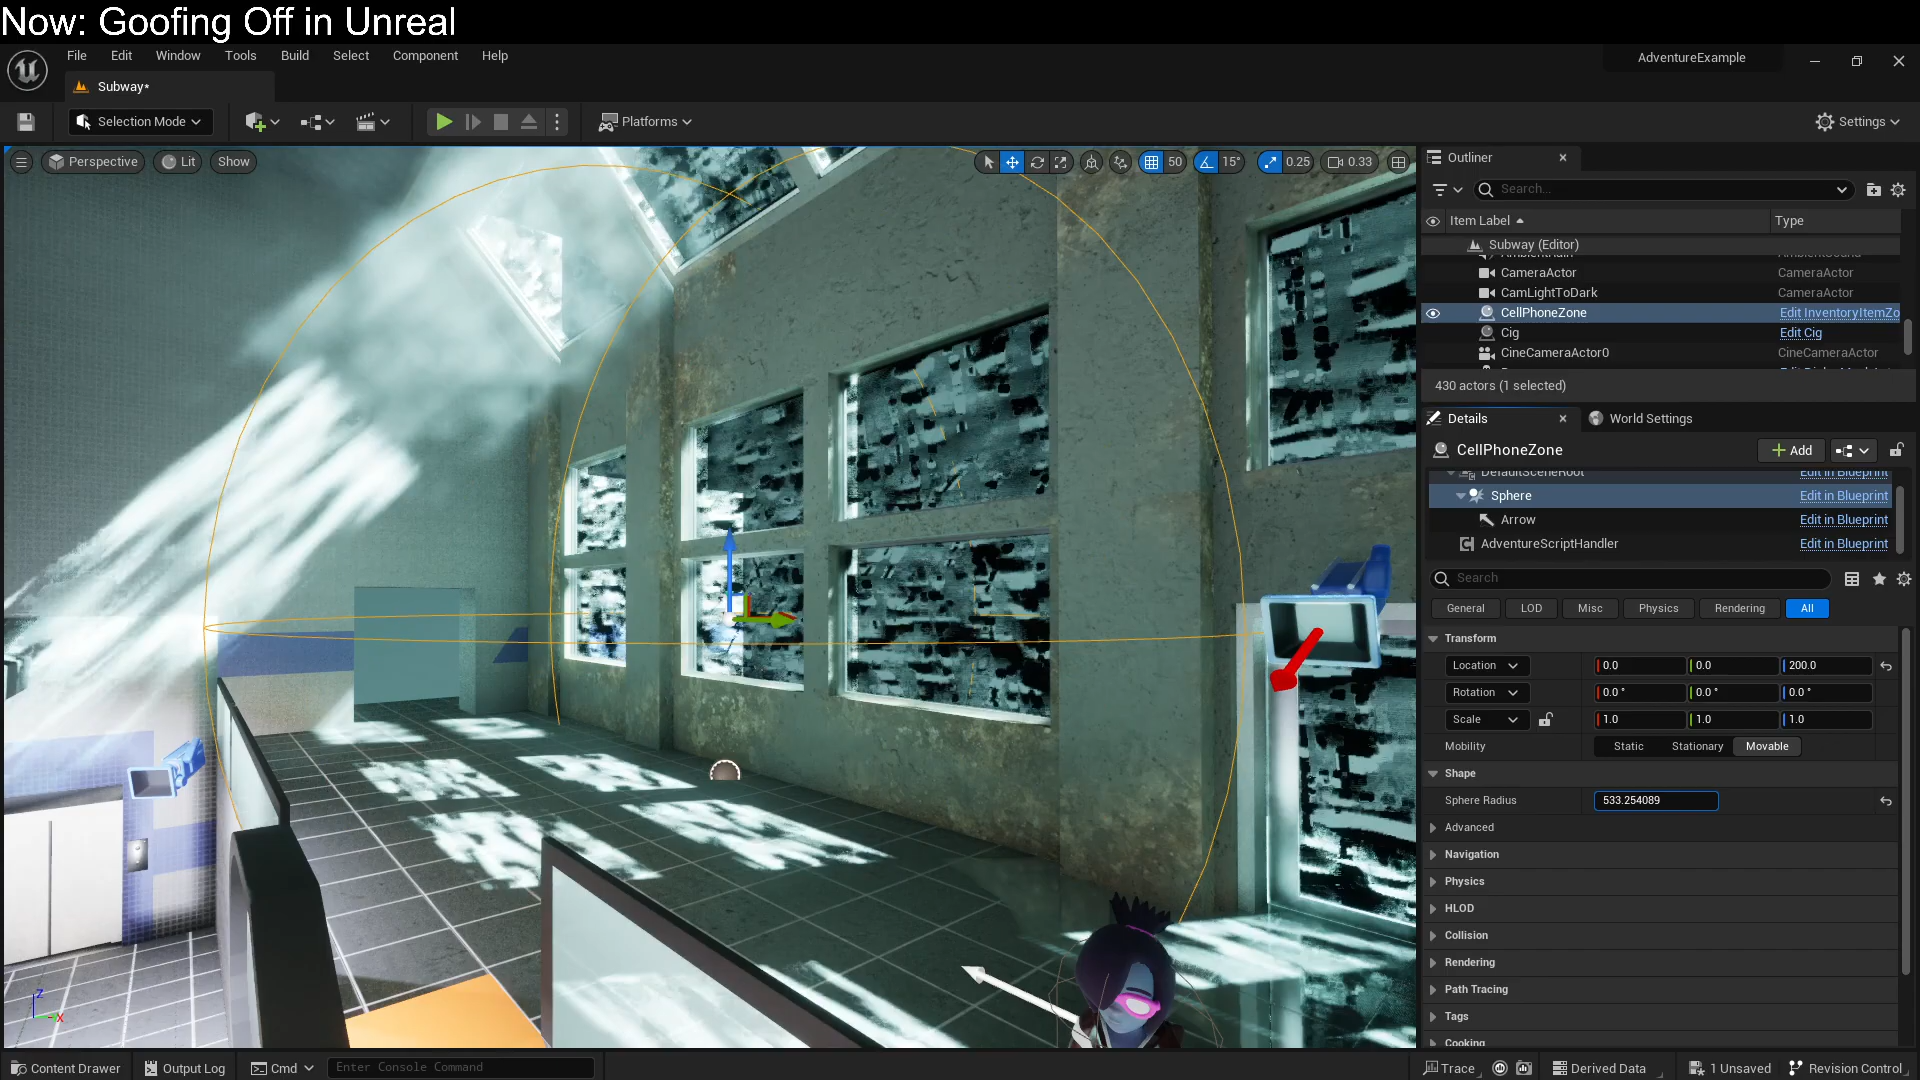 Now: Goofing Off in Unreal
File Edit Window Tools Build Select Component Help
AdventureExample
Subway*
Selection Mode
Platforms
Settings
Perspective Lit Show
50 15° 0.25 0.33
Outliner
Search...
Item Label Type
Subway (Editor)
CameraActor CameraActor
CamLightToDark CameraActor
CellPhoneZone Edit InventoryItemZo
Cig Edit Cig
CineCameraActor0 CineCameraActor
430 actors (1 selected)
Details World Settings
CellPhoneZone
Add
DefaultSceneRoot Edit in Blueprint
Sphere Edit in Blueprint
Arrow Edit in Blueprint
AdventureScriptHandler Edit in Blueprint
Search
General LOD Misc Physics Rendering All
Transform
Location 0.0 0.0 200.0
Rotation 0.0 ° 0.0 ° 0.0 °
Scale 1.0 1.0 1.0
Mobility Static Stationary Movable
Shape
Sphere Radius 533.254089
Advanced
Navigation
Physics
HLOD
Collision
Rendering
Path Tracing
Tags
Cooking
Z
X
Content Drawer Output Log Cmd Enter Console Command
Trace Derived Data 1 Unsaved Revision Control